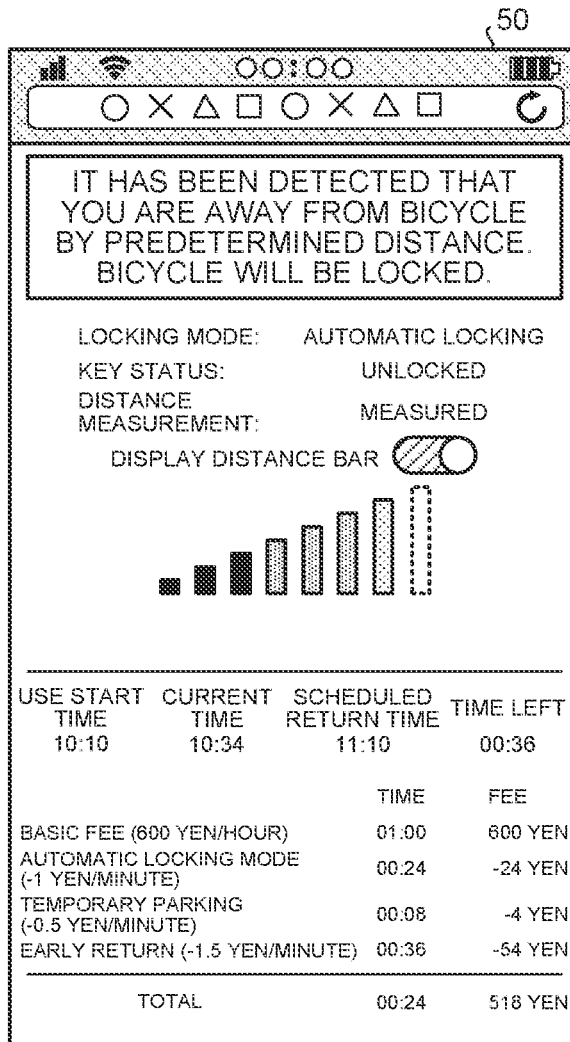 50
00:00
IT HAS BEEN DETECTED THAT
YOU ARE AWAY FROM BICYCLE
BY PREDETERMINED DISTANCE.
BICYCLE WILL BE LOCKED.
LOCKING MODE: AUTOMATIC LOCKING
KEY STATUS: UNLOCKED
DISTANCE
MEASUREMENT: MEASURED
DISPLAY DISTANCE BAR
USE START TIME
10:10
CURRENT TIME
10:34
SCHEDULED RETURN TIME
11:10
TIME LEFT
00:36
TIME FEE
BASIC FEE (600 YEN/HOUR) 01:00 600 YEN
AUTOMATIC LOCKING MODE
(-1 YEN/MINUTE) 00:24 -24 YEN
TEMPORARY PARKING
(-0.5 YEN/MINUTE) 00:08 -4 YEN
EARLY RETURN (-1.5 YEN/MINUTE) 00:36 -54 YEN
TOTAL 00:24 518 YEN